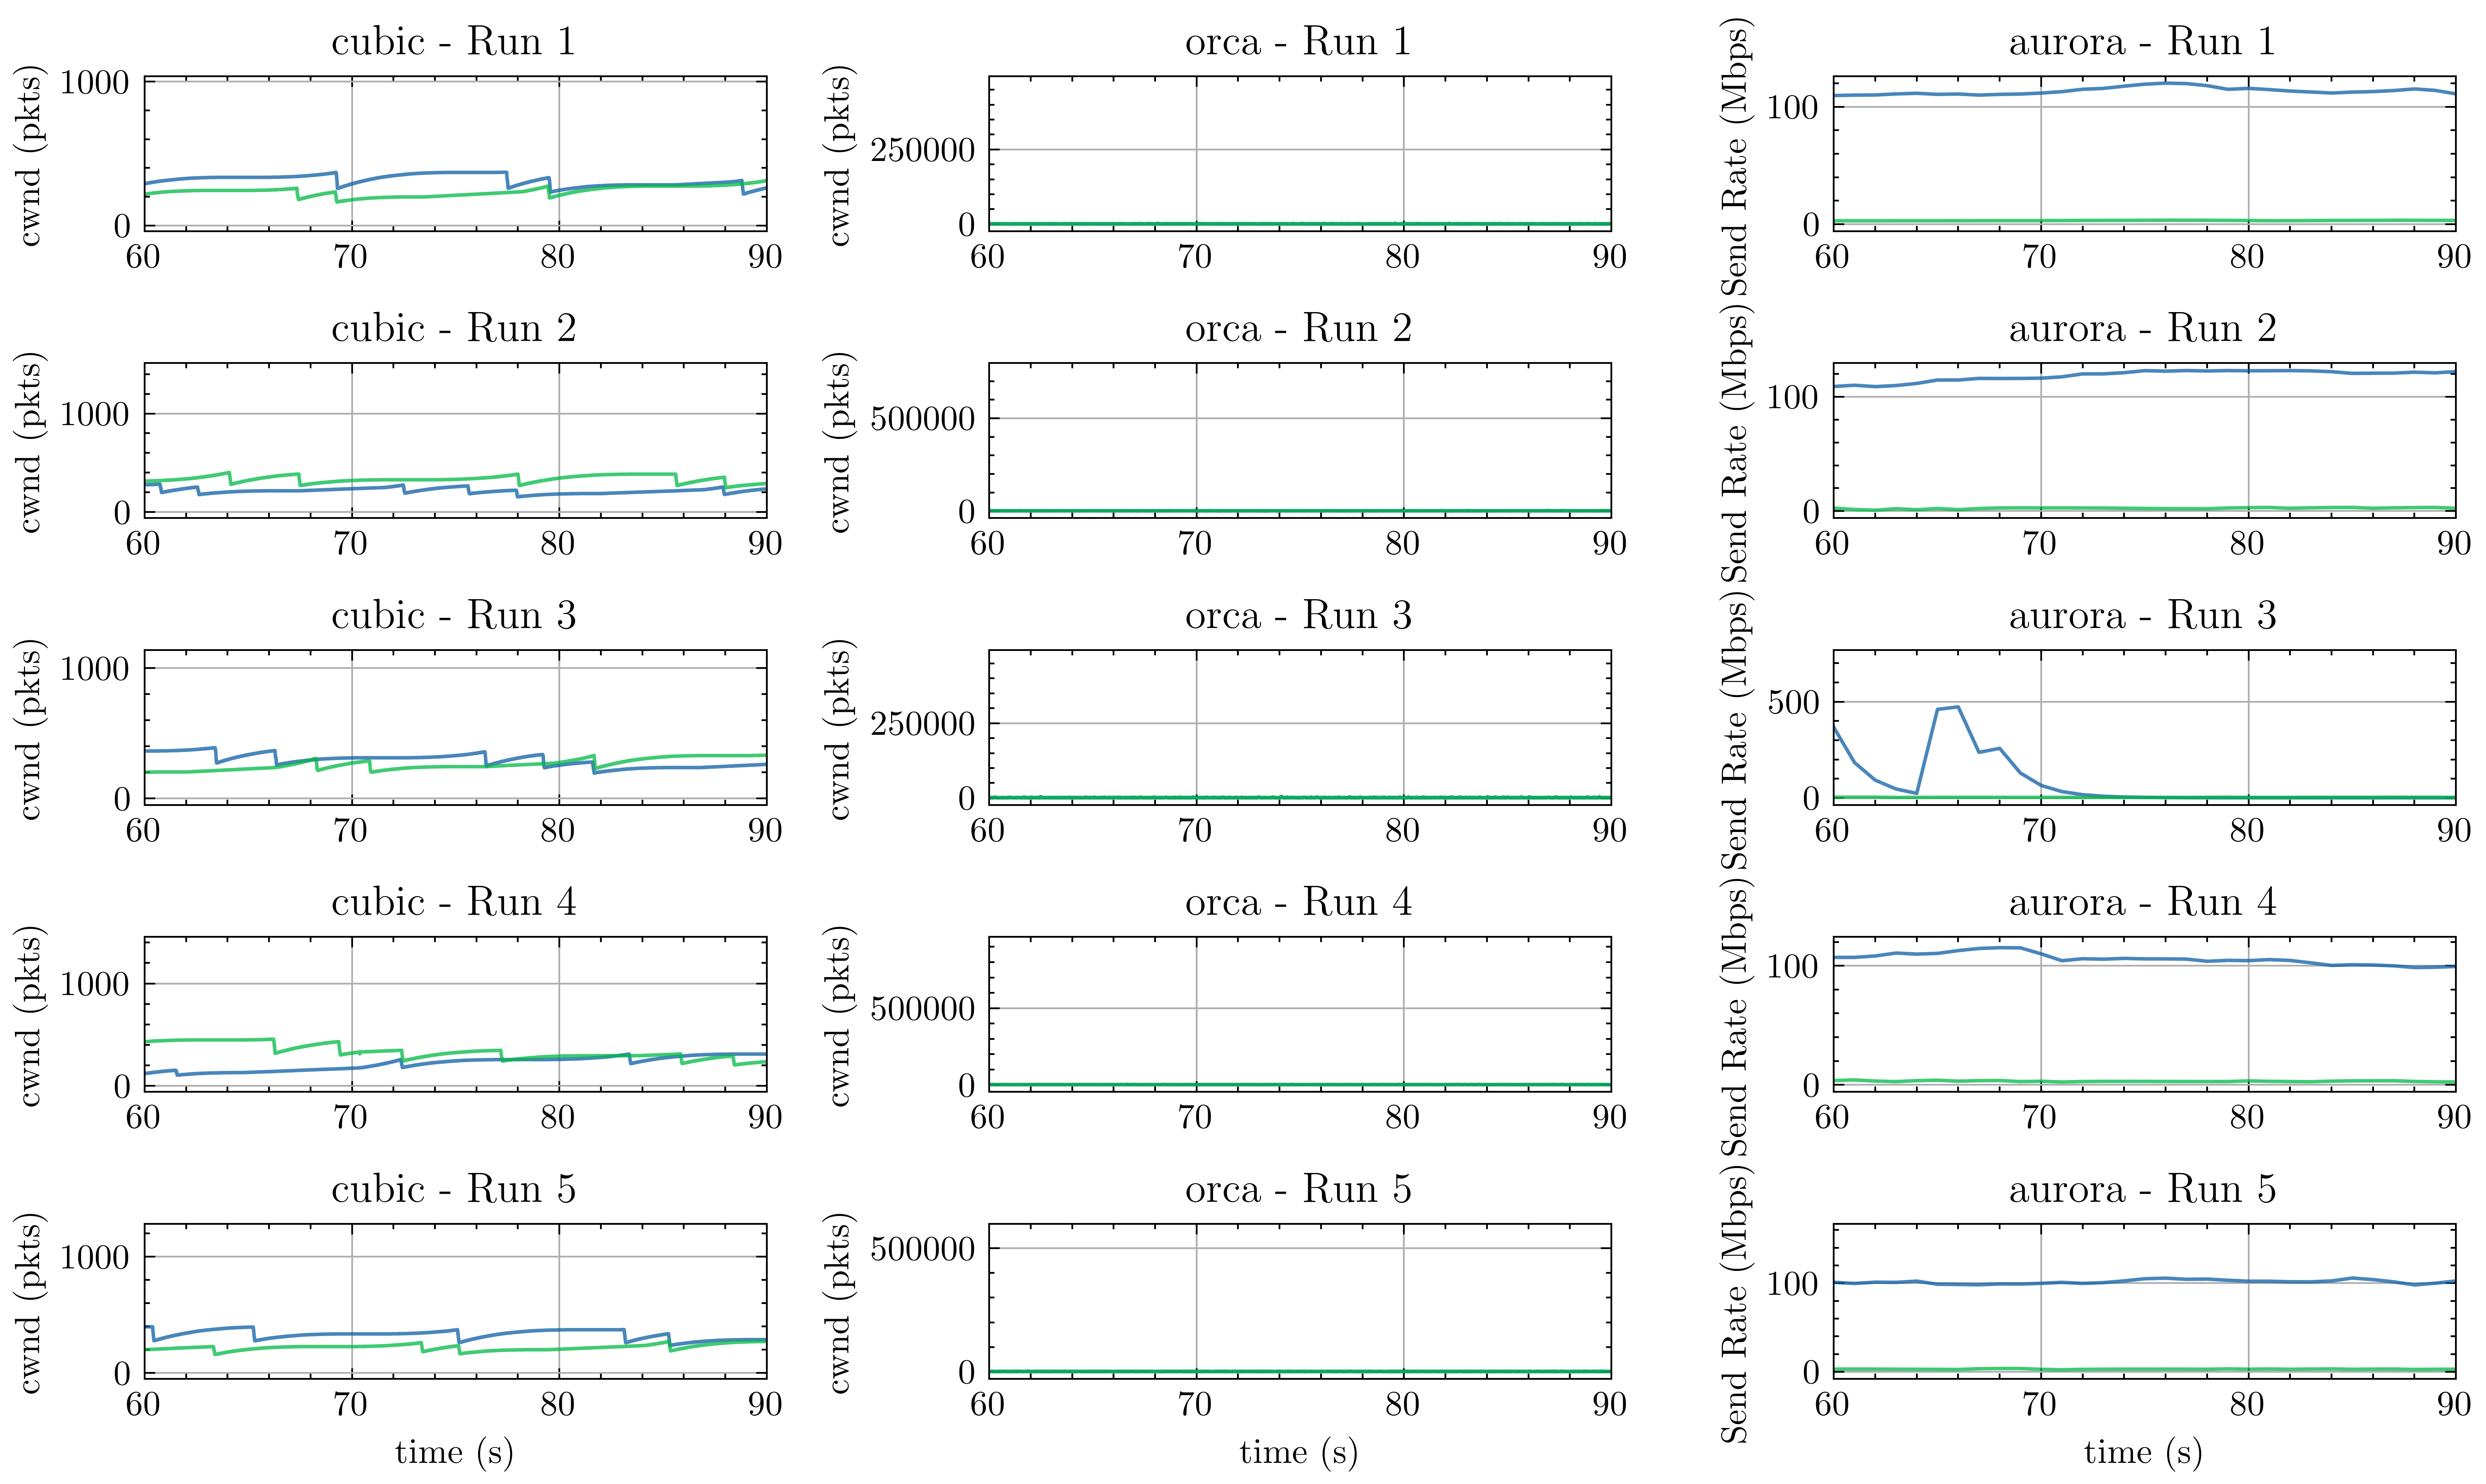 cubic - Run 1
cwnd (pkts)
1000
0
60 70 80 90
orca - Run 1
cwnd (pkts)
250000
0
60 70 80 90
aurora - Run 1
Send Rate (Mbps)
100
0
60 70 80 90
cubic - Run 2
cwnd (pkts)
1000
0
60 70 80 90
orca - Run 2
cwnd (pkts)
500000
0
60 70 80 90
aurora - Run 2
Send Rate (Mbps)
100
0
60 70 80 90
cubic - Run 3
cwnd (pkts)
1000
0
60 70 80 90
orca - Run 3
cwnd (pkts)
250000
0
60 70 80 90
aurora - Run 3
Send Rate (Mbps)
500
0
60 70 80 90
cubic - Run 4
cwnd (pkts)
1000
0
60 70 80 90
orca - Run 4
cwnd (pkts)
500000
0
60 70 80 90
aurora - Run 4
Send Rate (Mbps)
100
0
60 70 80 90
cubic - Run 5
cwnd (pkts)
1000
0
60 70 80 90
time (s)
orca - Run 5
cwnd (pkts)
500000
0
60 70 80 90
time (s)
aurora - Run 5
Send Rate (Mbps)
100
0
60 70 80 90
time (s)